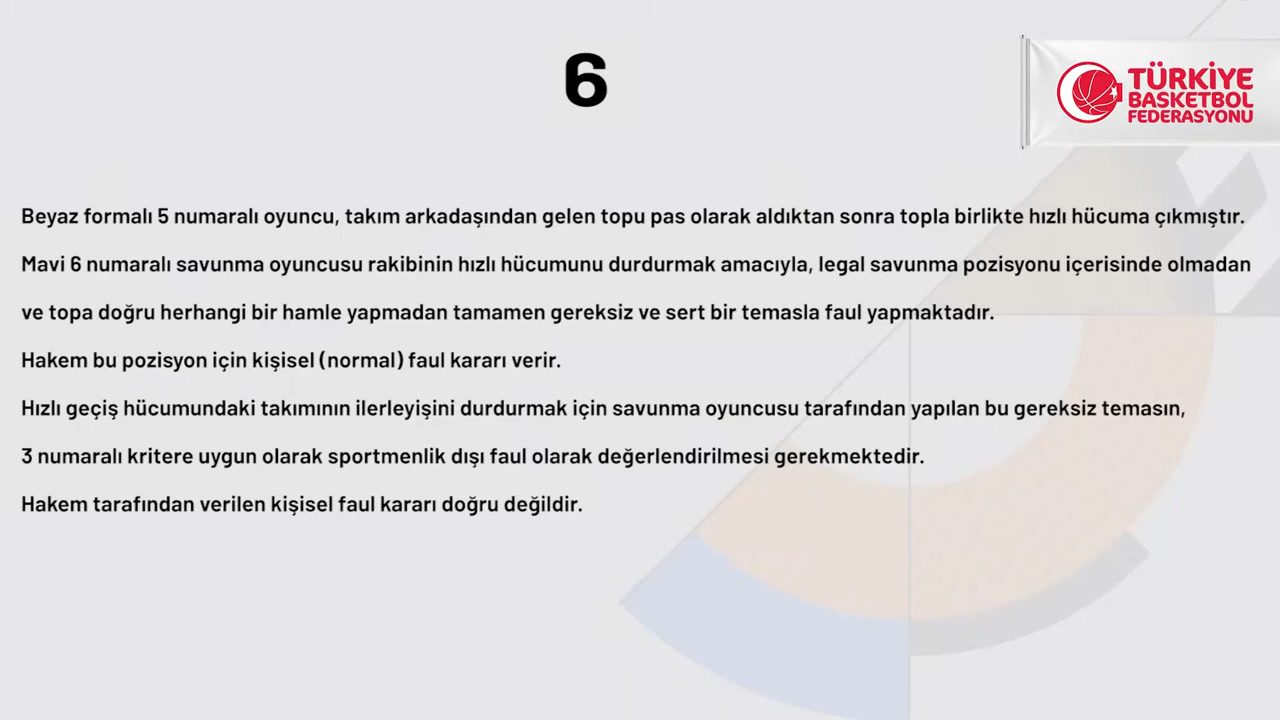 6
TÜRKİYE
BASKETBOL
FEDERASYONU
Beyaz formalı 5 numaralı oyuncu, takım arkadaşından gelen topu pas olarak aldıktan sonra topla birlikte hızlı hücuma çıkmıştır.
Mavi 6 numaralı savunma oyuncusu rakibinin hızlı hücumunu durdurmak amacıyla, legal savunma pozisyonu içerisinde olmadan
ve topa doğru herhangi bir hamle yapmadan tamamen gereksiz ve sert bir temasla faul yapmaktadır.
Hakem bu pozisyon için kişisel (normal) faul kararı verir.
Hızlı geçiş hücumundaki takımının ilerleyişini durdurmak için savunma oyuncusu tarafından yapılan bu gereksiz temasın,
3 numaralı kritere uygun olarak sportmenlik dışı faul olarak değerlendirilmesi gerekmektedir.
Hakem tarafından verilen kişisel faul kararı doğru değildir.